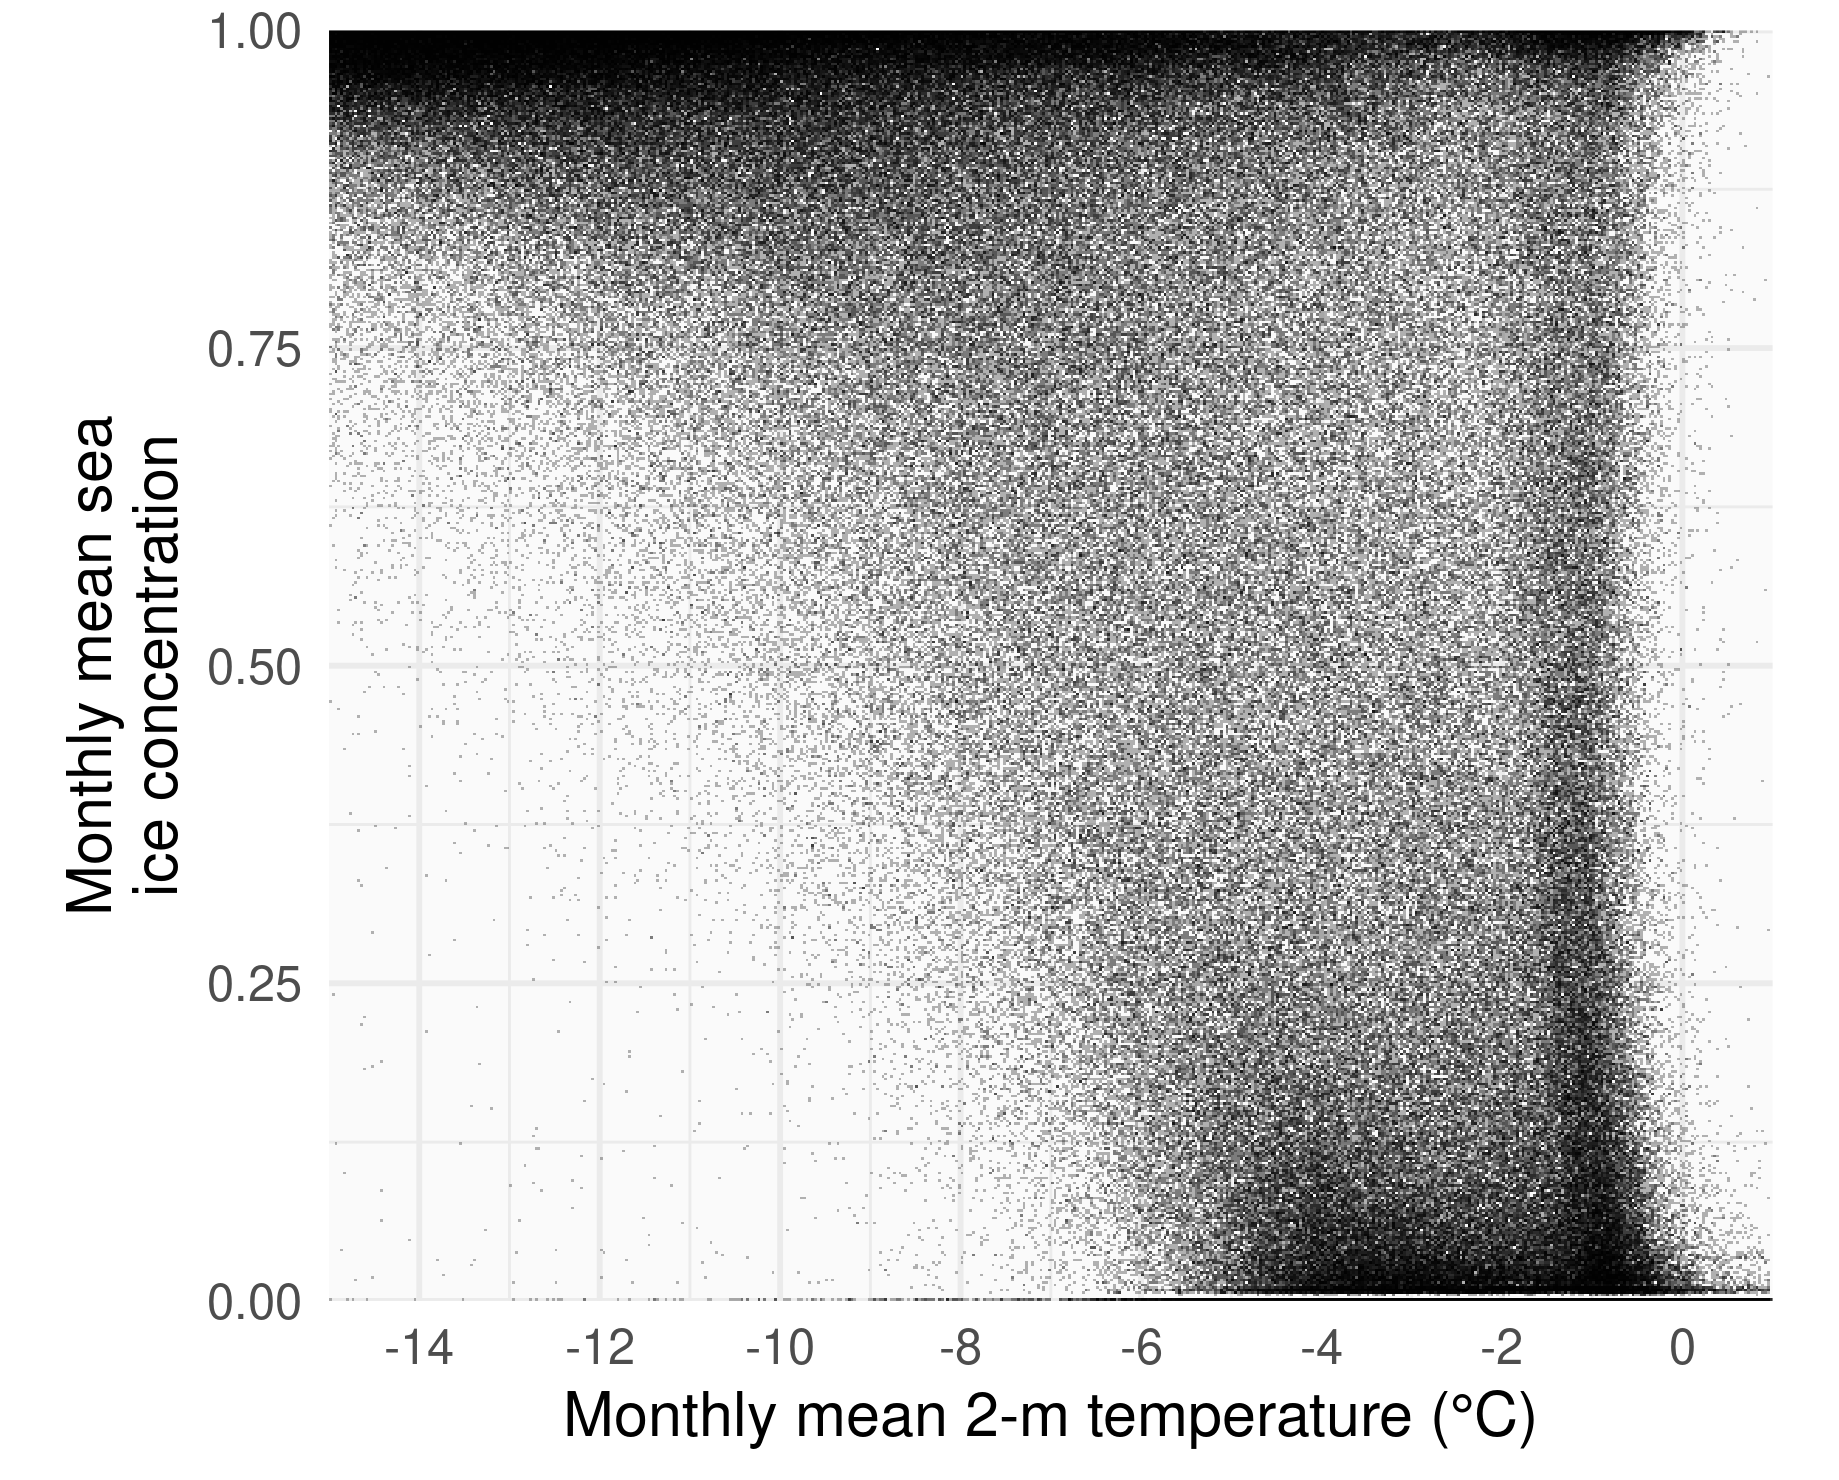 Monthly mean sea
ice concentration
1.00
0.75
0.50
0.25
0.00
-14 -12 -10 -8 -6 -4 -2 0
Monthly mean 2-m temperature (°C)